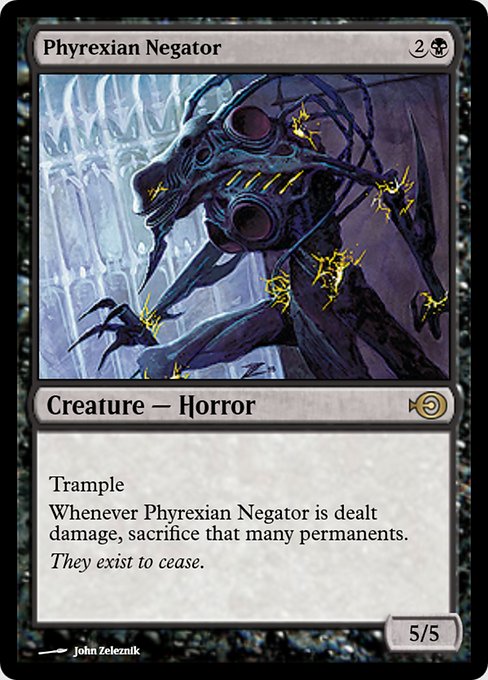 Phyrexian Negator 2
Creature — Horror
Trample
Whenever Phyrexian Negator is dealt
damage, sacrifice that many permanents.
They exist to cease.
5/5
John Zeleznik